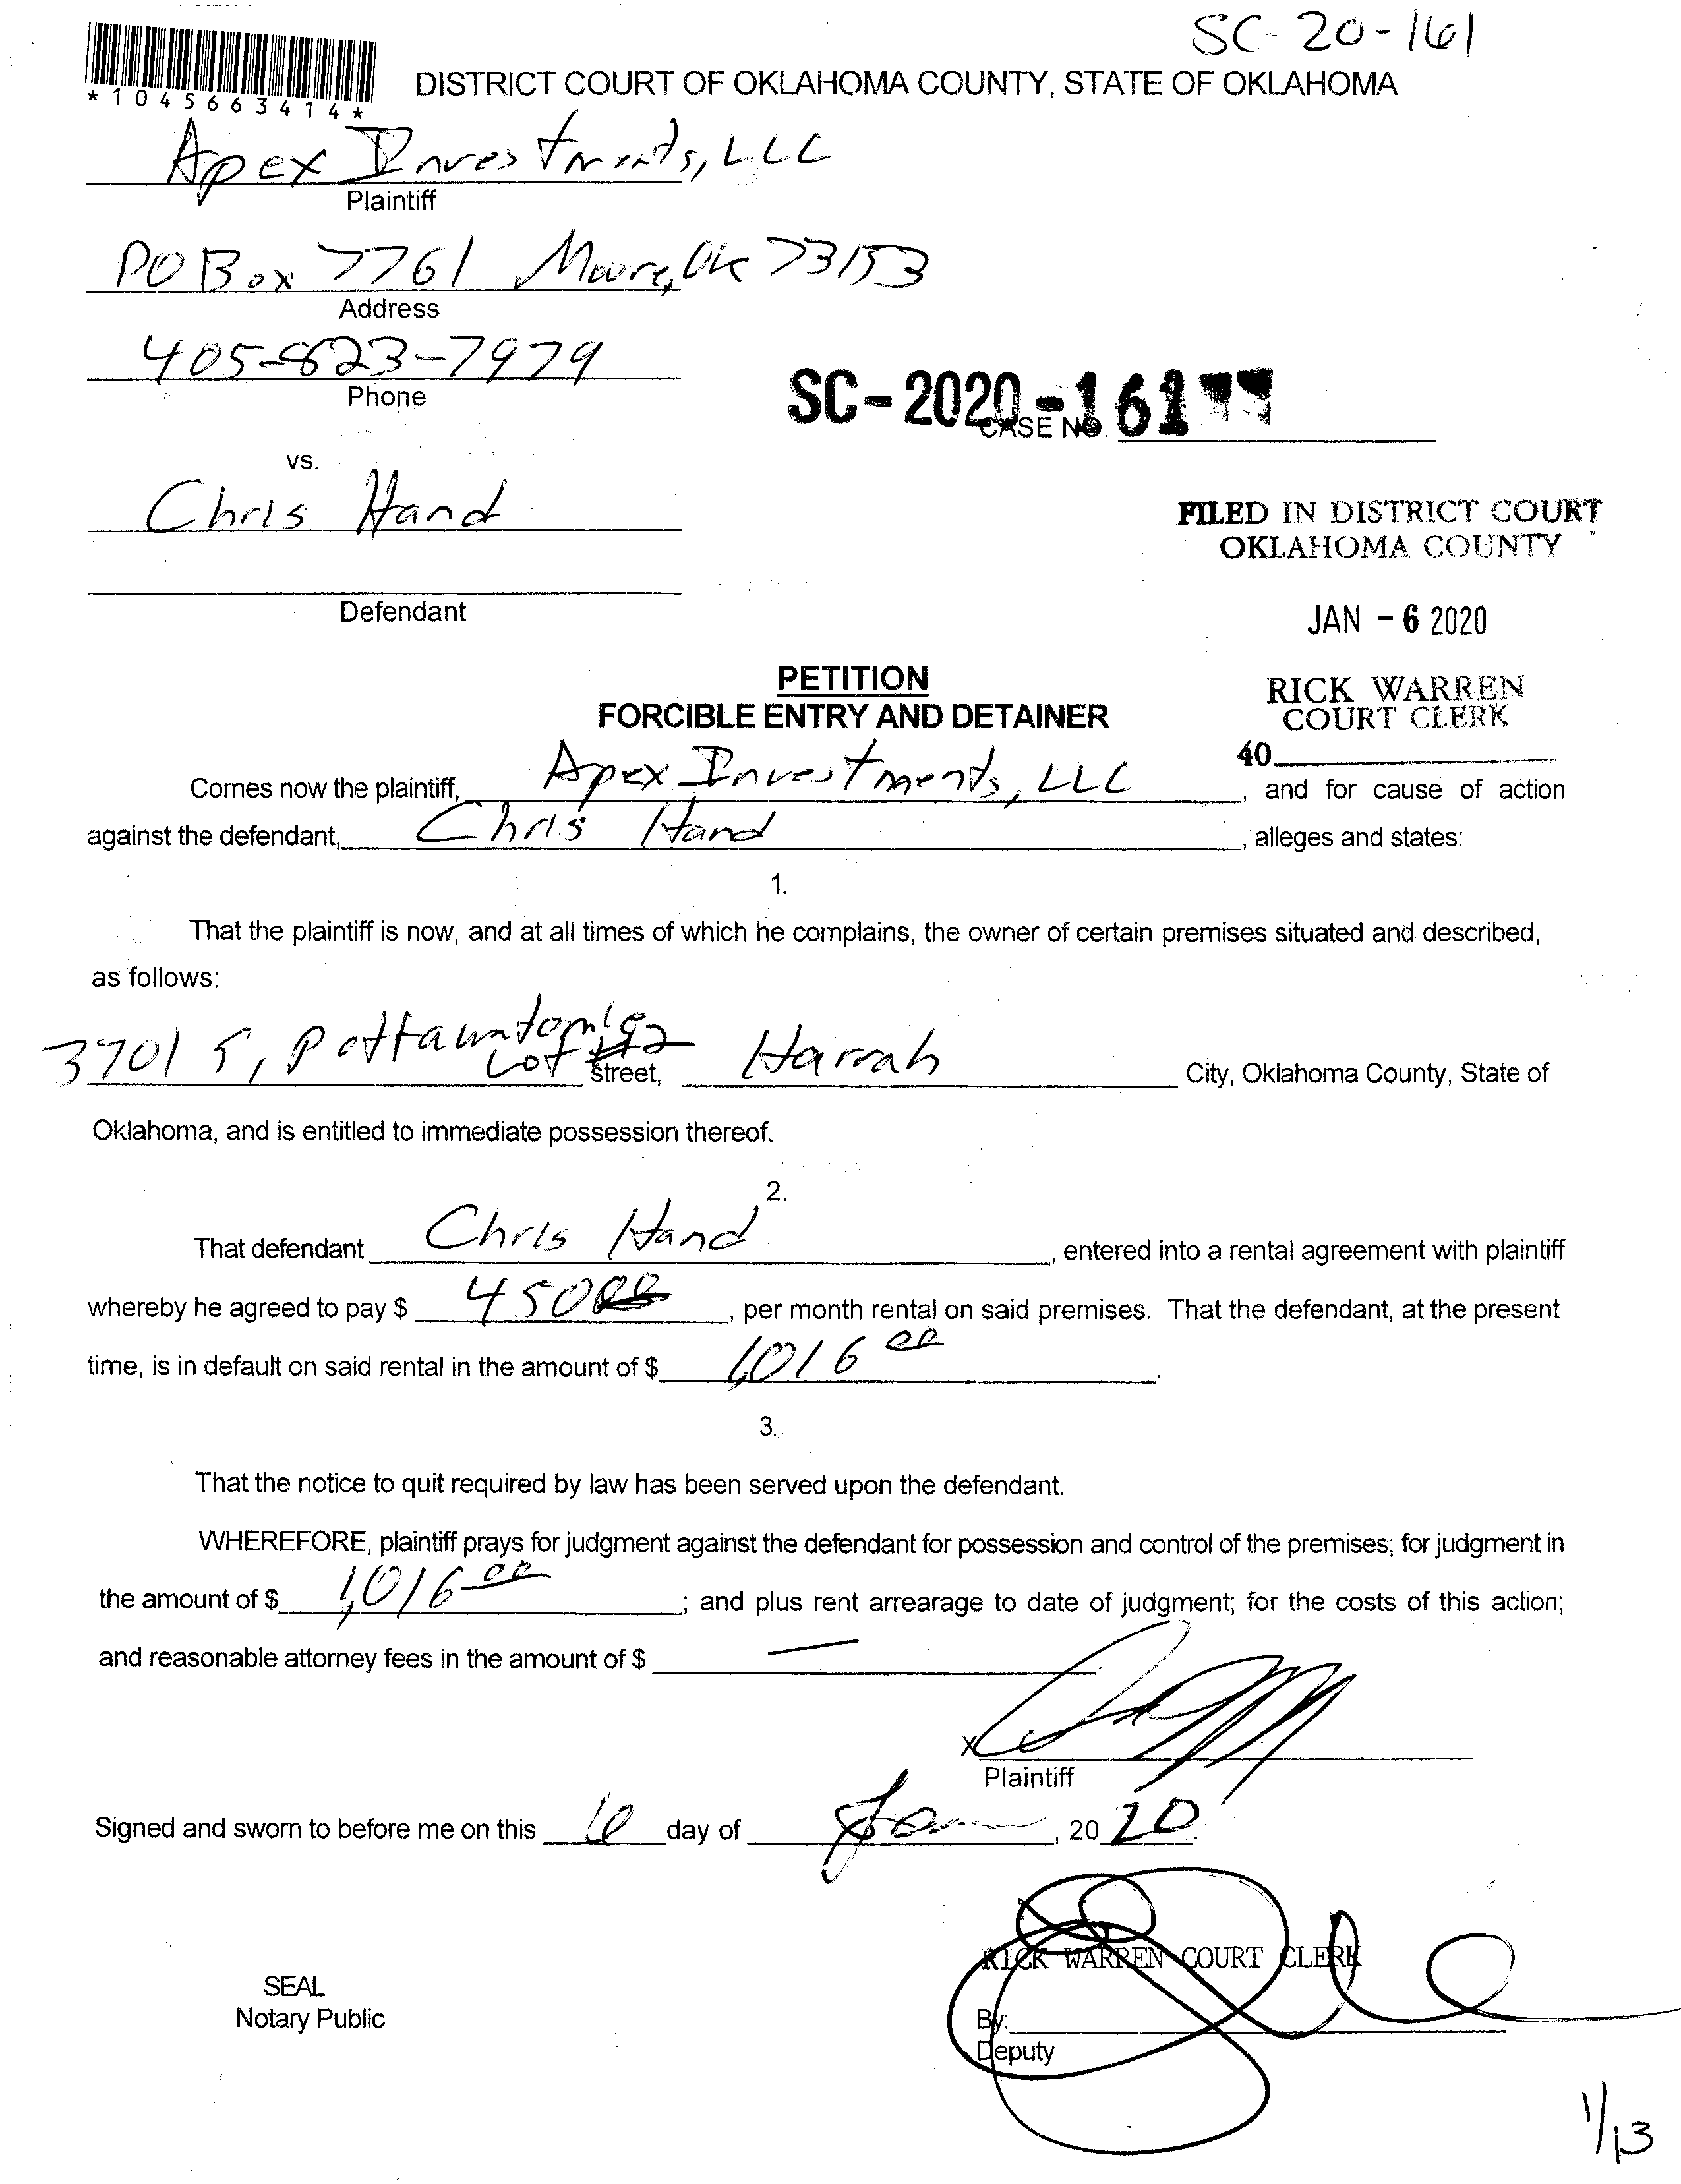 SC-20-161
*1045663414*
DISTRICT COURT OF OKLAHOMA COUNTY, STATE OF OKLAHOMA
Apex Investments, LLC
Plaintiff
PO Box 7761 Moore, Ok 73153
Address
405-823-7979
Phone
SC-2020-161
CASE NO.
vs.
Chris Hand
FILED IN DISTRICT COURT
OKLAHOMA COUNTY
Defendant
JAN - 6 2020
PETITION
FORCIBLE ENTRY AND DETAINER
RICK WARREN
COURT CLERK
40
Comes now the plaintiff, Apex Investments, LLC, and for cause of action
against the defendant, Chris Hand, alleges and states:
1.
That the plaintiff is now, and at all times of which he complains, the owner of certain premises situated and described,
as follows:
3701 S, Pottawatomie
Lot Street, Harrah City, Oklahoma County, State of
Oklahoma, and is entitled to immediate possession thereof.
2.
That defendant Chris Hand, entered into a rental agreement with plaintiff
whereby he agreed to pay $ 450, per month rental on said premises. That the defendant, at the present
time, is in default on said rental in the amount of $ 1,016 00.
3.
That the notice to quit required by law has been served upon the defendant.
WHEREFORE, plaintiff prays for judgment against the defendant for possession and control of the premises; for judgment in
the amount of $ 1,016 00; and plus rent arrearage to date of judgment; for the costs of this action;
and reasonable attorney fees in the amount of $ —
X
Plaintiff
Signed and sworn to before me on this 6 day of Jan, 20 20.
RICK WARREN COURT CLERK
SEAL
Notary Public
By:
Deputy
1/13